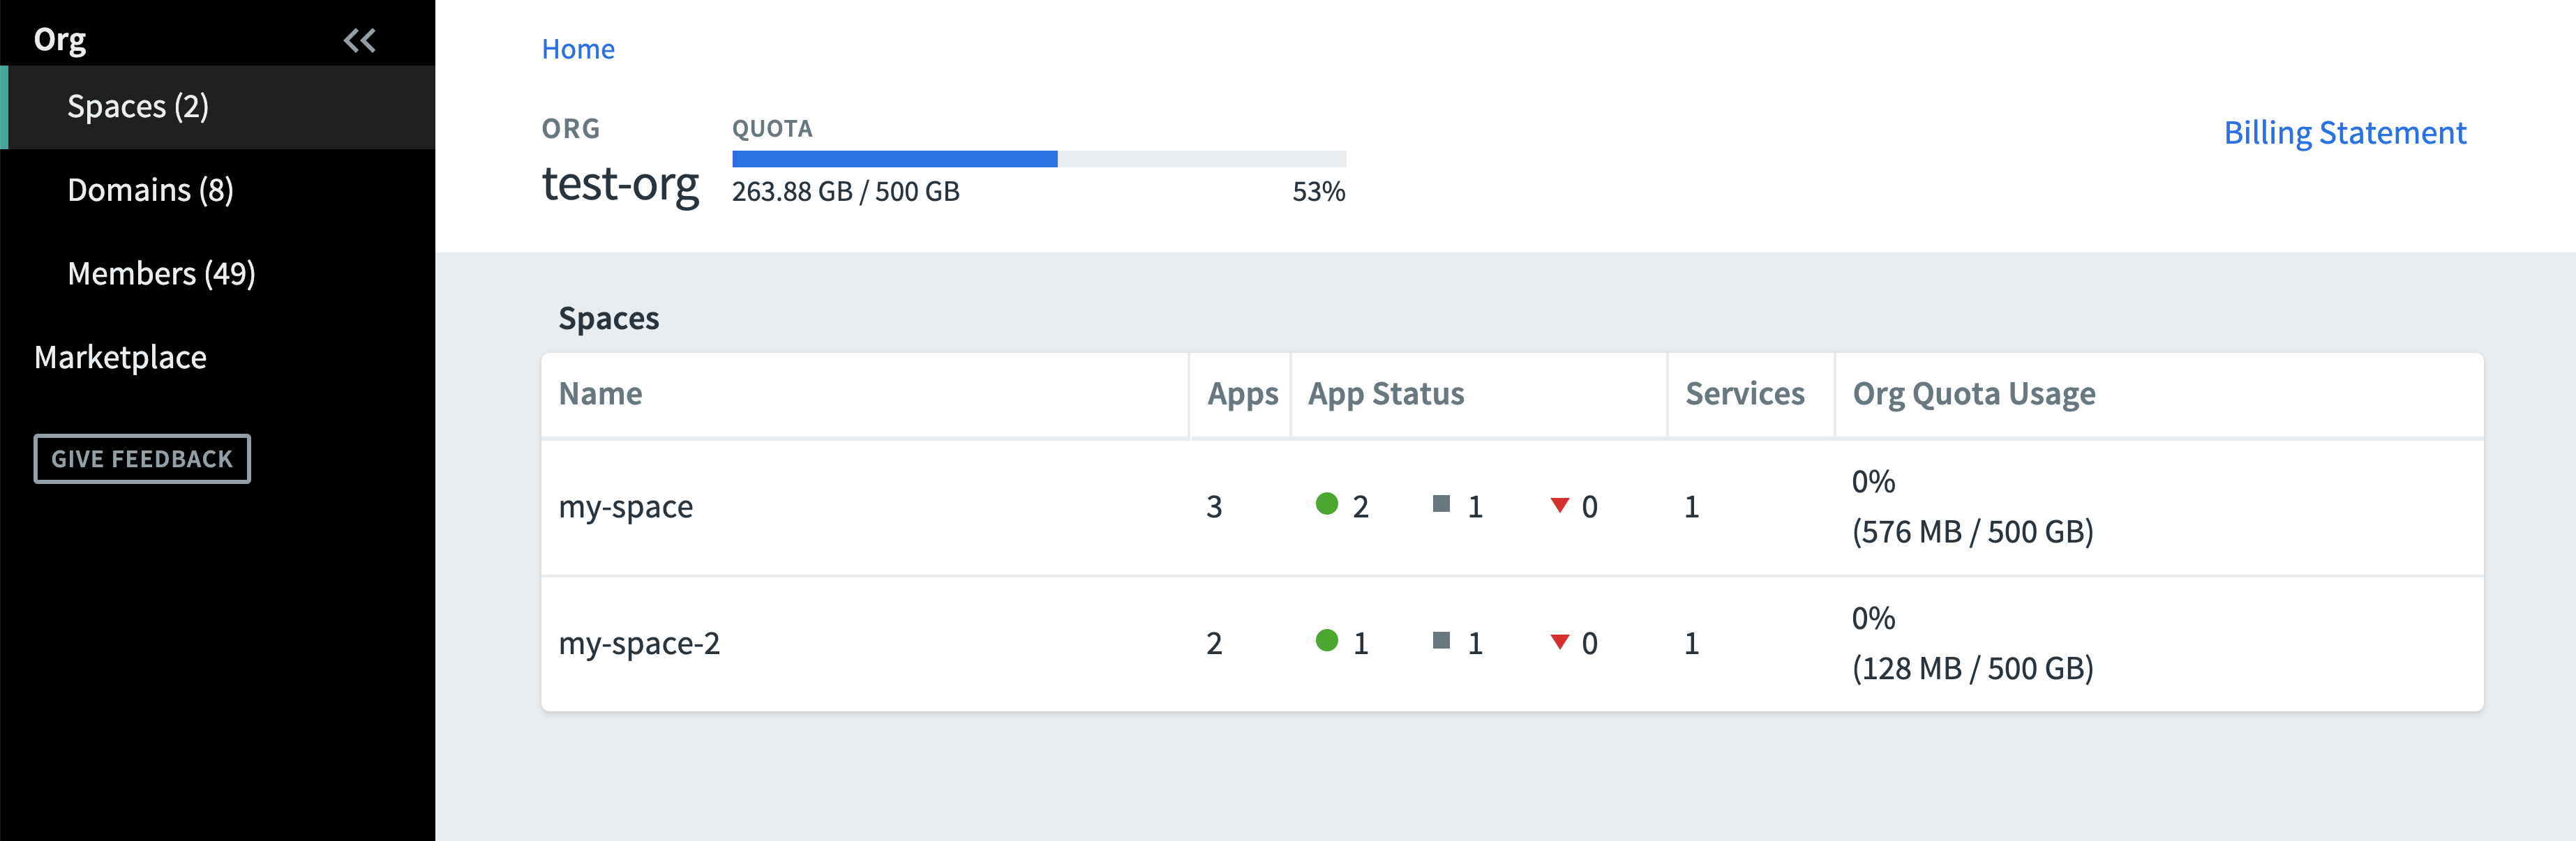 Org
Spaces (2)
Domains (8)
Members (49)
Marketplace
GIVE FEEDBACK
Home
ORG
test-org
QUOTA
263.88 GB / 500 GB 53%
Billing Statement
Spaces
Name Apps App Status Services Org Quota Usage
my-space 3 2 1 0 1 0%
(576 MB / 500 GB)
my-space-2 2 1 1 0 1 0%
(128 MB / 500 GB)